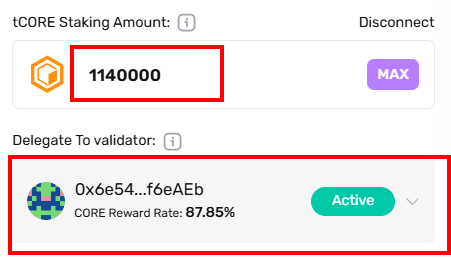 tCORE Staking Amount: i Disconnect
1140000 MAX
Delegate To validator: i
0x6e54...f6eAEb
CORE Reward Rate: 87.85% Active